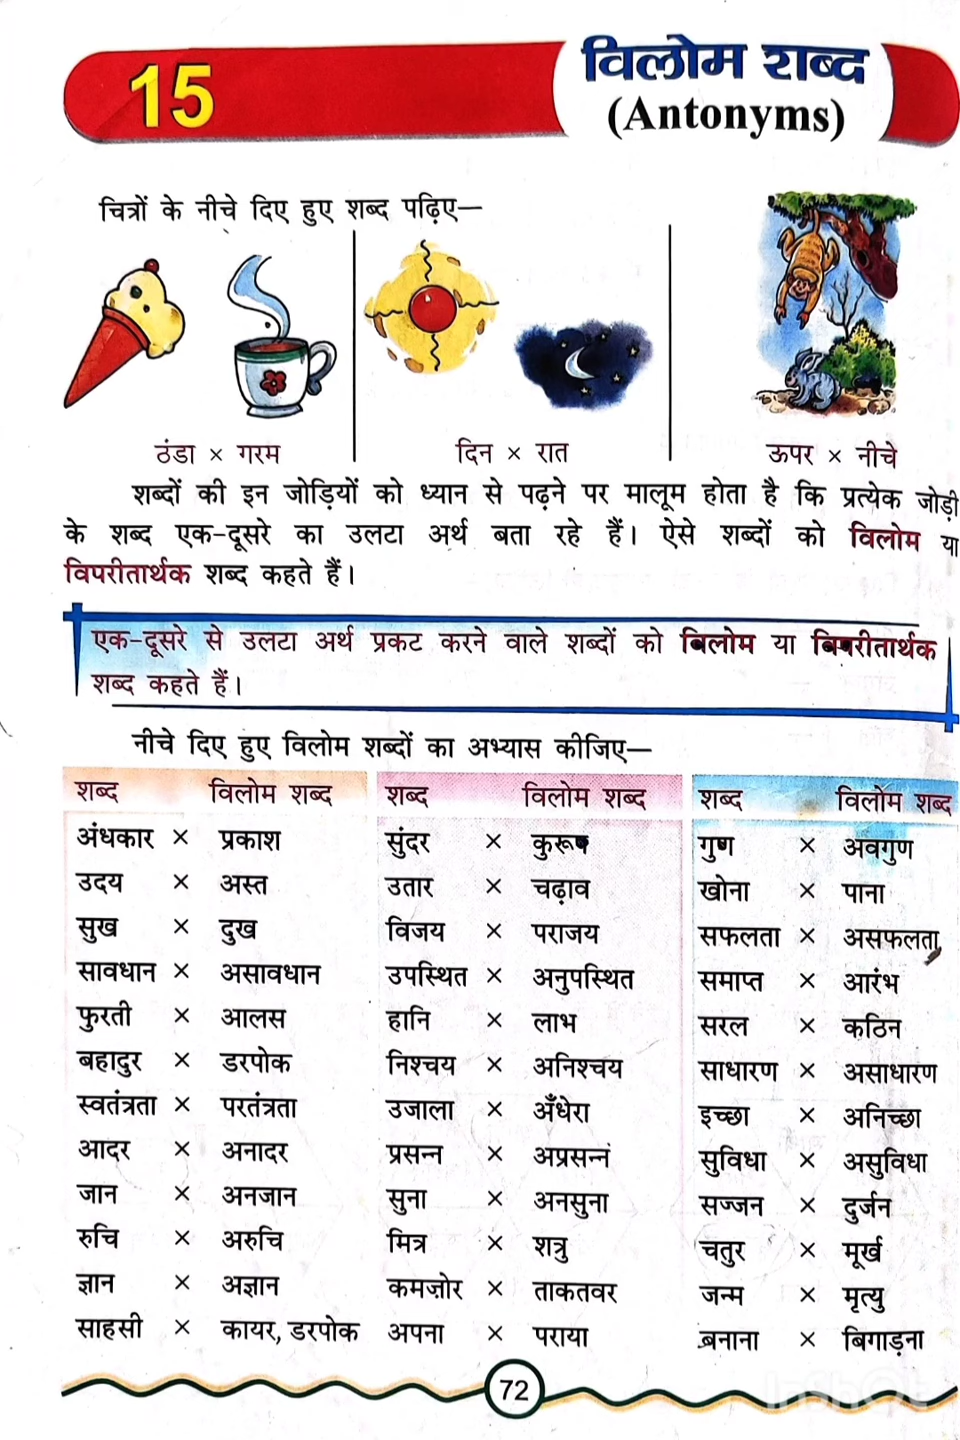 15
विलोम शब्द
(Antonyms)
चित्रों के नीचे दिए हुए शब्द पढ़िए—
ठंडा × गरम दिन × रात ऊपर × नीचे
शब्दों की इन जोड़ियों को ध्यान से पढ़ने पर मालूम होता है कि प्रत्येक जोड़ी
के शब्द एक-दूसरे का उलटा अर्थ बता रहे हैं। ऐसे शब्दों को विलोम या
विपरीतार्थक शब्द कहते हैं।
एक-दूसरे से उलटा अर्थ प्रकट करने वाले शब्दों को विलोम या विपरीतार्थक
शब्द कहते हैं।
नीचे दिए हुए विलोम शब्दों का अभ्यास कीजिए—
शब्द विलोम शब्द शब्द विलोम शब्द शब्द विलोम शब्द
अंधकार × प्रकाश सुंदर × कुरूप गुण × अवगुण
उदय × अस्त उतार × चढ़ाव खोना × पाना
सुख × दुख विजय × पराजय सफलता × असफलता
सावधान × असावधान उपस्थित × अनुपस्थित समाप्त × आरंभ
फुरती × आलस हानि × लाभ सरल × कठिन
बहादुर × डरपोक निश्चय × अनिश्चय साधारण × असाधारण
स्वतंत्रता × परतंत्रता उजाला × अँधेरा इच्छा × अनिच्छा
आदर × अनादर प्रसन्न × अप्रसन्न सुविधा × असुविधा
जान × अनजान सुना × अनसुना सज्जन × दुर्जन
रुचि × अरुचि मित्र × शत्रु चतुर × मूर्ख
ज्ञान × अज्ञान कमज़ोर × ताकतवर जन्म × मृत्यु
साहसी × कायर, डरपोक अपना × पराया बनाना × बिगाड़ना
72
InShOt